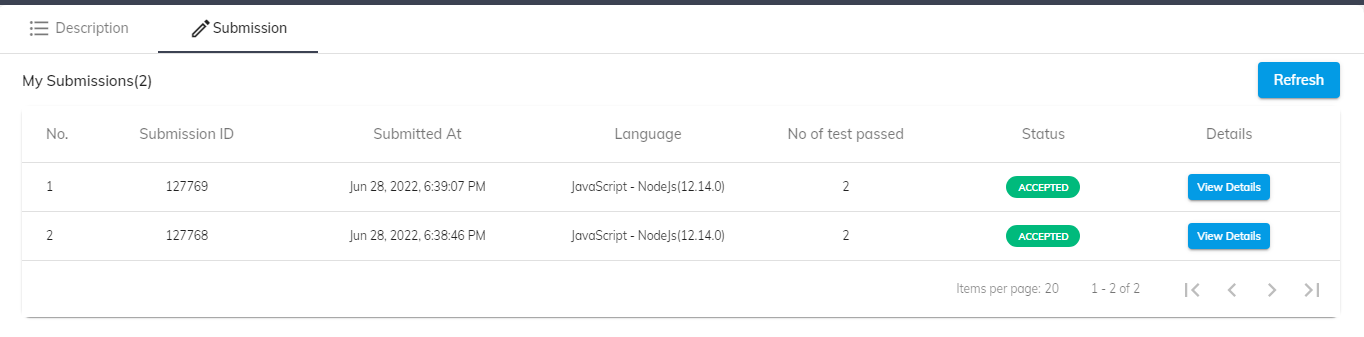 Description Submission
My Submissions(2) Refresh
No. Submission ID Submitted At Language No of test passed Status Details
1 127769 Jun 28, 2022, 6:39:07 PM JavaScript - NodeJs(12.14.0) 2 ACCEPTED View Details
2 127768 Jun 28, 2022, 6:38:46 PM JavaScript - NodeJs(12.14.0) 2 ACCEPTED View Details
Items per page: 20 1 - 2 of 2